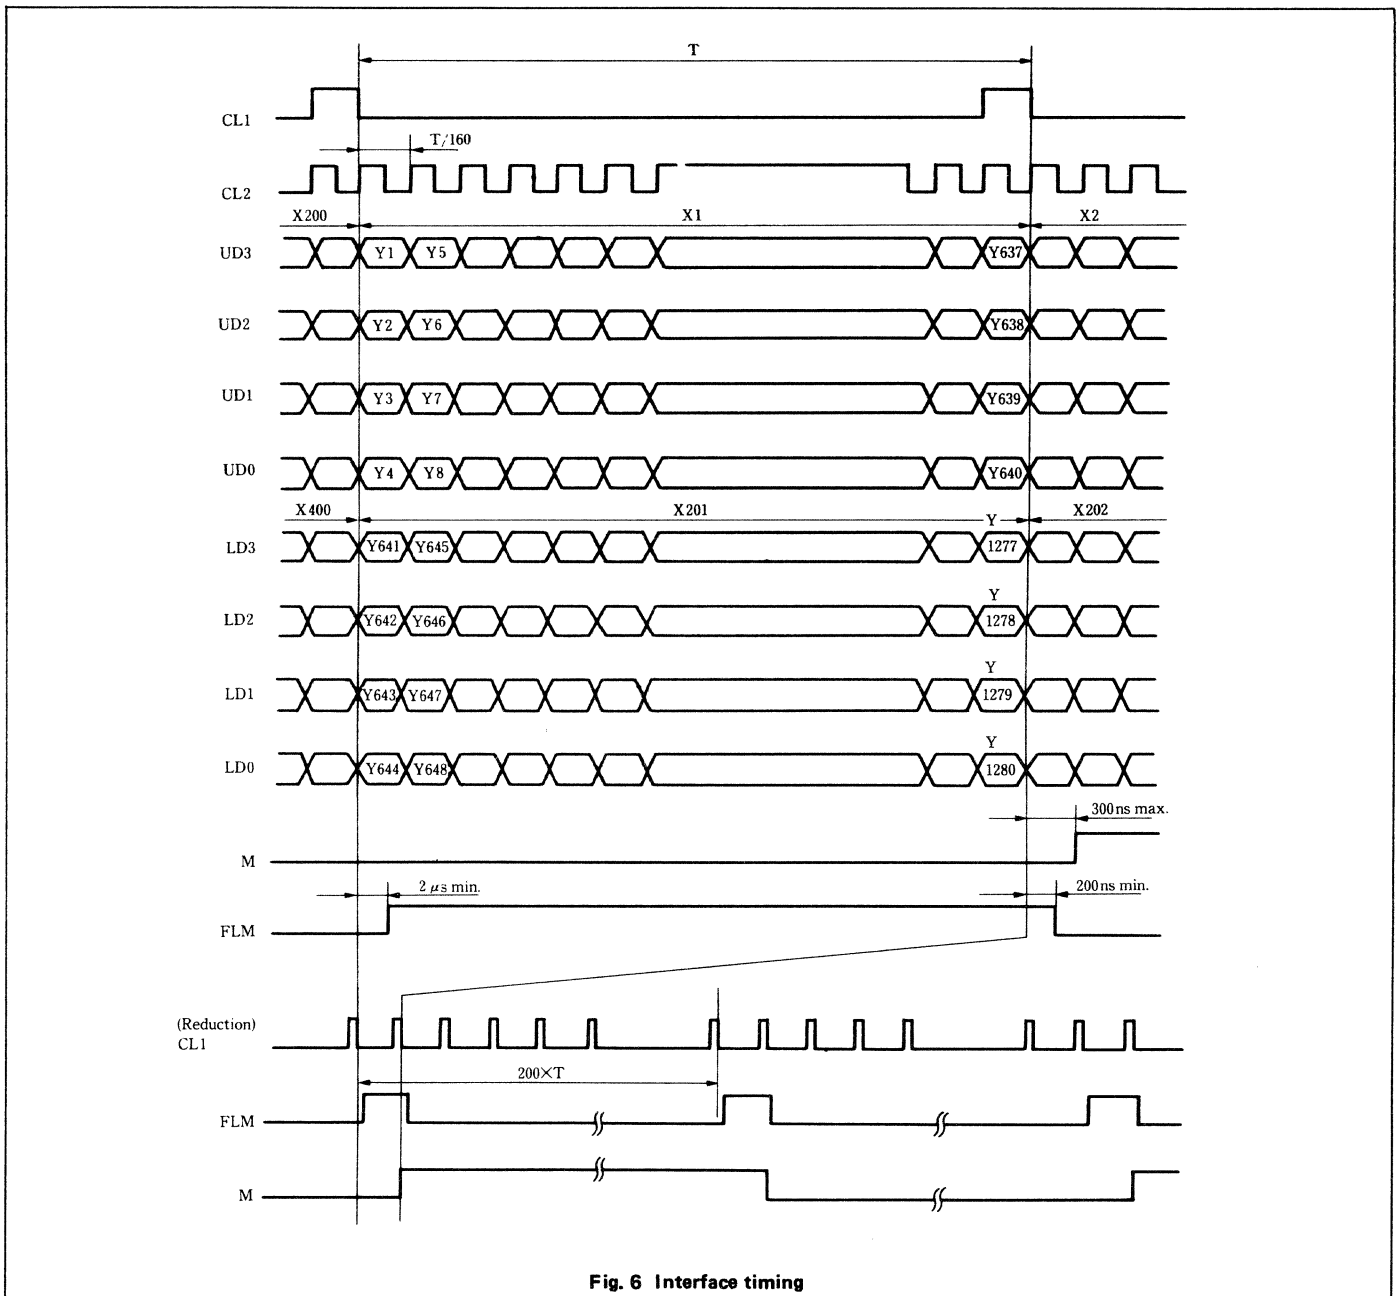 T
CL1
T/160
CL2
X200 X1 X2
UD3 Y1 Y5 Y637
UD2 Y2 Y6 Y638
UD1 Y3 Y7 Y639
UD0 Y4 Y8 Y640
X400 X201 X202
Y
LD3 Y641 Y645 1277
Y
LD2 Y642 Y646 1278
Y
LD1 Y643 Y647 1279
Y
LD0 Y644 Y648 1280
300ns max.
M
2 μs min. 200ns min.
FLM
(Reduction)
CL1
200×T
FLM
M
Fig. 6 Interface timing